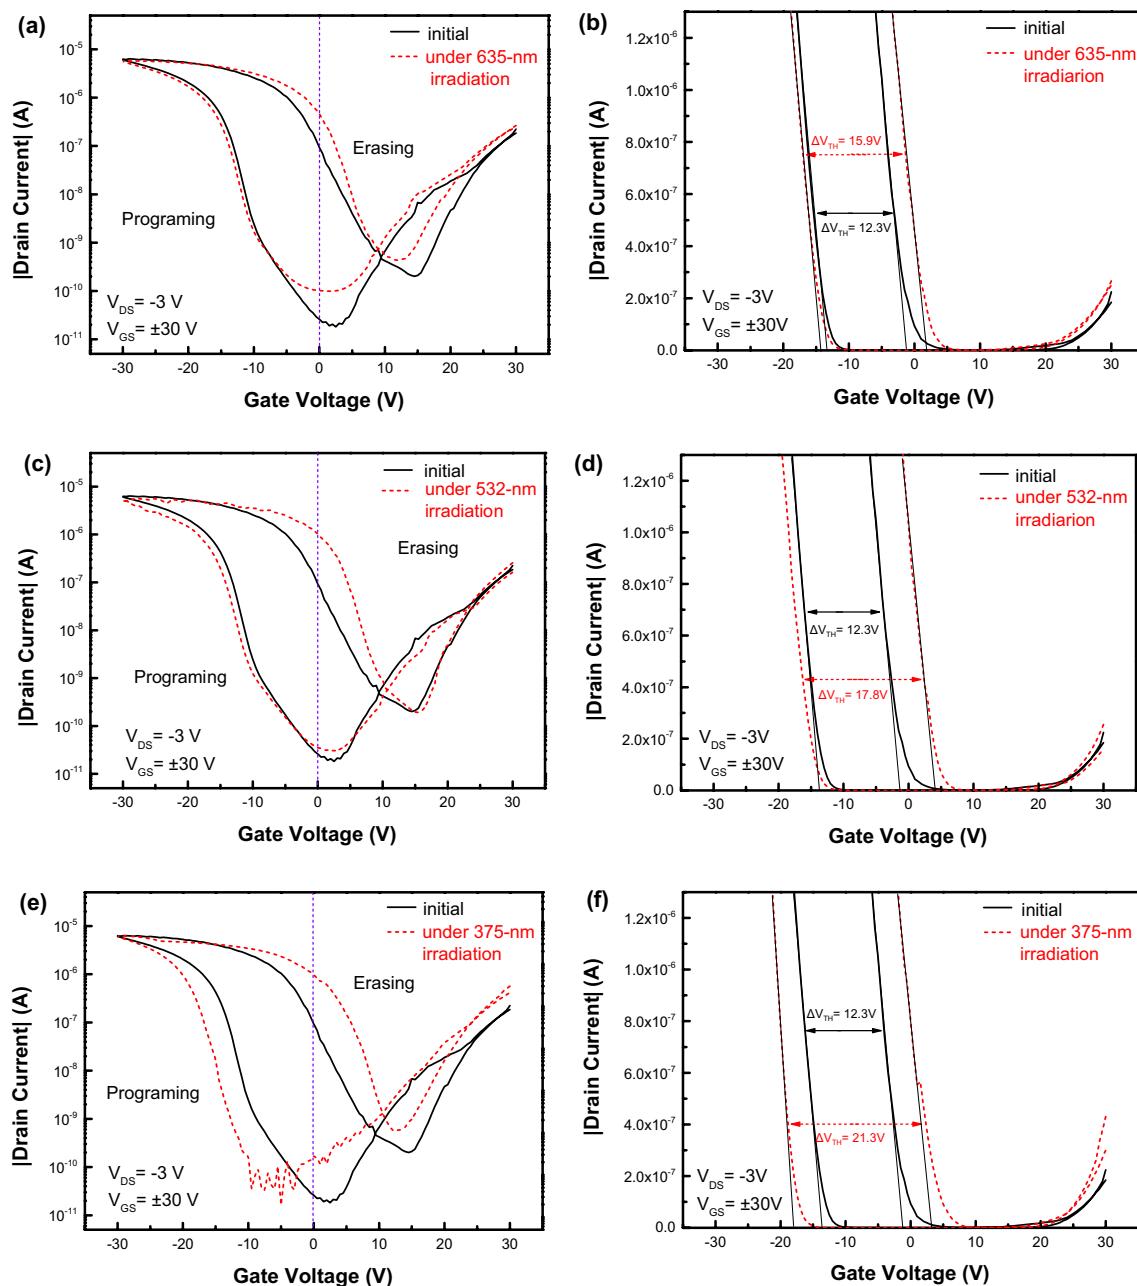 (a)
initial
under 635-nm
irradiation
Erasing
Programing
V_DS= -3 V
V_GS= ±30 V
10^-5
10^-6
10^-7
10^-8
10^-9
10^-10
10^-11
-30 -20 -10 0 10 20 30
|Drain Current| (A)
Gate Voltage (V)
(b)
initial
under 635-nm
irradiarion
ΔV_TH= 15.9V
ΔV_TH= 12.3V
V_DS= -3V
V_GS= ±30V
1.2x10^-6
1.0x10^-6
8.0x10^-7
6.0x10^-7
4.0x10^-7
2.0x10^-7
0.0
-30 -20 -10 0 10 20 30
|Drain Current| (A)
Gate Voltage (V)
(c)
initial
under 532-nm
irradiation
Erasing
Programing
V_DS= -3 V
V_GS= ±30 V
10^-5
10^-6
10^-7
10^-8
10^-9
10^-10
10^-11
-30 -20 -10 0 10 20 30
|Drain Current| (A)
Gate Voltage (V)
(d)
initial
under 532-nm
irradiarion
ΔV_TH= 12.3V
ΔV_TH= 17.8V
V_DS= -3V
V_GS= ±30V
1.2x10^-6
1.0x10^-6
8.0x10^-7
6.0x10^-7
4.0x10^-7
2.0x10^-7
0.0
-30 -20 -10 0 10 20 30
|Drain Current| (A)
Gate Voltage (V)
(e)
initial
under 375-nm
irradiation
Erasing
Programing
V_DS= -3 V
V_GS= ±30 V
10^-5
10^-6
10^-7
10^-8
10^-9
10^-10
10^-11
-30 -20 -10 0 10 20 30
|Drain Current| (A)
Gate Voltage (V)
(f)
initial
under 375-nm
irradiation
ΔV_TH= 12.3V
ΔV_TH= 21.3V
V_DS= -3V
V_GS= ±30V
1.2x10^-6
1.0x10^-6
8.0x10^-7
6.0x10^-7
4.0x10^-7
2.0x10^-7
0.0
-30 -20 -10 0 10 20 30
|Drain Current| (A)
Gate Voltage (V)